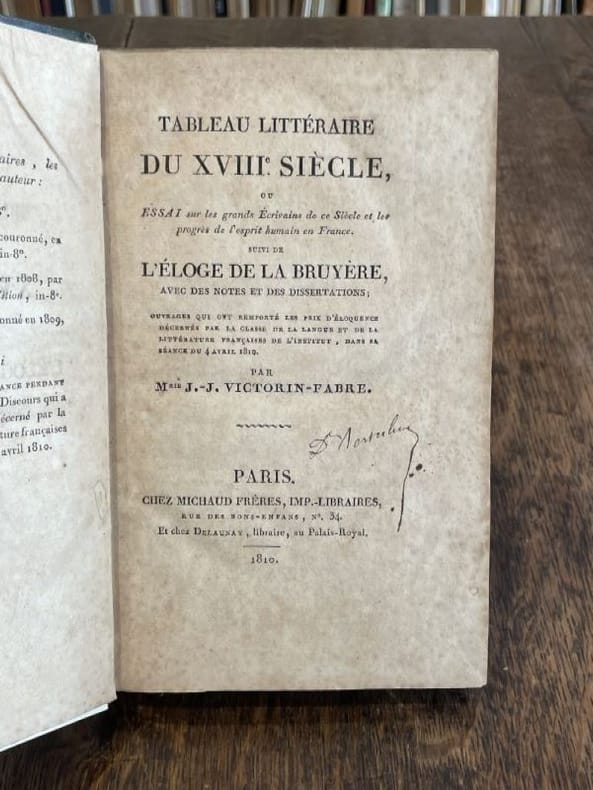 aires, les
auteur:
couronné, en
in-8°.
en 1808, par
in-8°.
onné en 1809,
ANCE PENDANT
Discours qui a
écerné par la
ture françaises
avril 1810.
TABLEAU LITTÉRAIRE
DU XVIIIe. SIÈCLE,
OU
ESSAI sur les grands Écrivains de ce Siècle et les
progrès de l'esprit humain en France.
SUIVI DE
L'ÉLOGE DE LA BRUYÈRE,
AVEC DES NOTES ET DES DISSERTATIONS;
OUVRAGES QUI ONT REMPORTÉ LES PRIX D'ÉLOQUENCE
DÉCERNÉS PAR LA CLASSE DE LA LANGUE ET DE LA
LITTÉRATURE FRANÇAISES DE L'INSTITUT, DANS SA
SÉANCE DU 4 AVRIL 1810.
PAR
MRIE J.-J. VICTORIN-FABRE.
PARIS.
CHEZ MICHAUD FRÈRES, IMP.-LIBRAIRES,
RUE DES BONS-ENFANS, N°. 34.
Et chez DELAUNAY, libraire, au Palais-Royal.
1810.